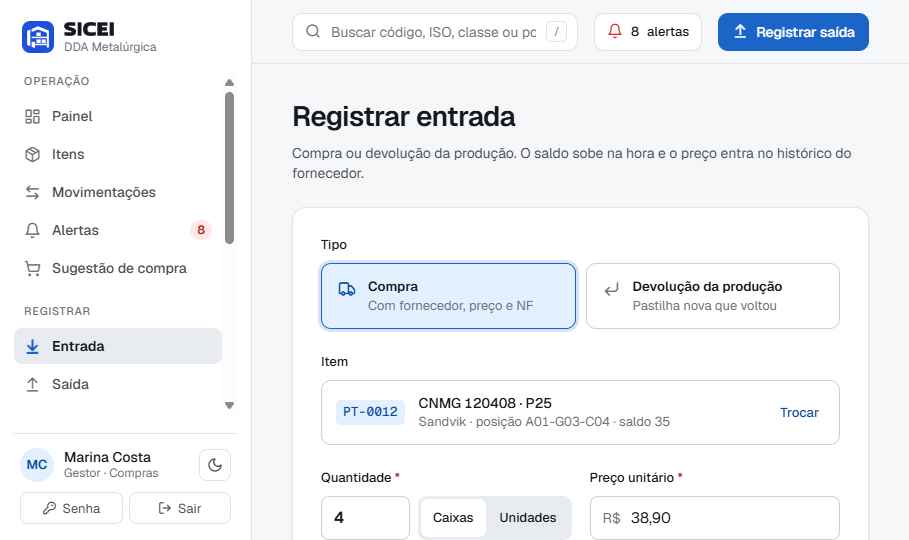 SICEI
DDA Metalúrgica
OPERAÇÃO
Painel
Itens
Movimentações
Alertas
8
Sugestão de compra
REGISTRAR
Entrada
Saída
MC
Marina Costa
Gestor · Compras
Senha
Sair
Buscar código, ISO, classe ou po
/
8 alertas
Registrar saída
Registrar entrada
Compra ou devolução da produção. O saldo sobe na hora e o preço entra no histórico do
fornecedor.
Tipo
Compra
Com fornecedor, preço e NF
Devolução da produção
Pastilha nova que voltou
Item
PT-0012
CNMG 120408 · P25
Sandvik · posição A01-G03-C04 · saldo 35
Trocar
Quantidade *
Preço unitário *
4
Caixas
Unidades
R$ 38,90